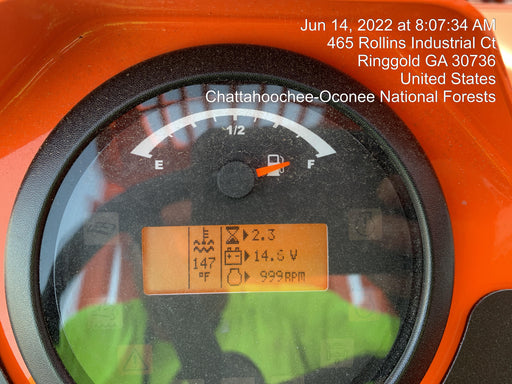 Jun 14, 2022 at 8:07:34 AM
465 Rollins Industrial Ct
Ringgold GA 30736
United States
Chattahoochee-Oconee National Forests
1/2
E F
2.3
147 14.6 V
°F 999RPM